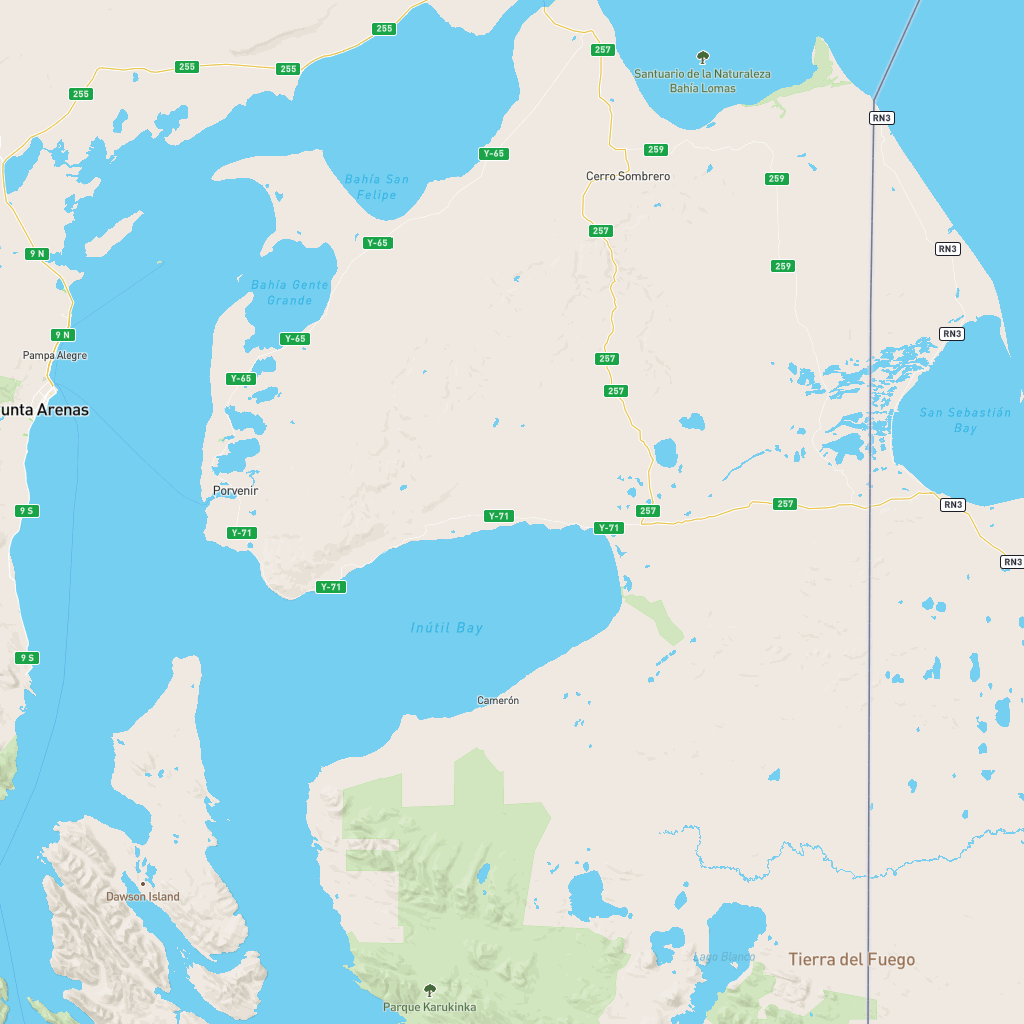 255
257
255
255
Santuario de la Naturaleza
Bahía Lomas
255
RN3
Y-65
259
Bahía San
Felipe
Cerro Sombrero
259
257
Y-65
RN3
9 N
259
Bahía Gente
Grande
9 N
Y-65
RN3
Pampa Alegre
257
Y-65
257
unta Arenas
San Sebastián
Bay
Porvenir
257
RN3
9 S
257
Y-71
Y-71
Y-71
RN3
Y-71
Inútil Bay
9 S
Camerón
Dawson Island
Lago Blanco
Tierra del Fuego
Parque Karukinka